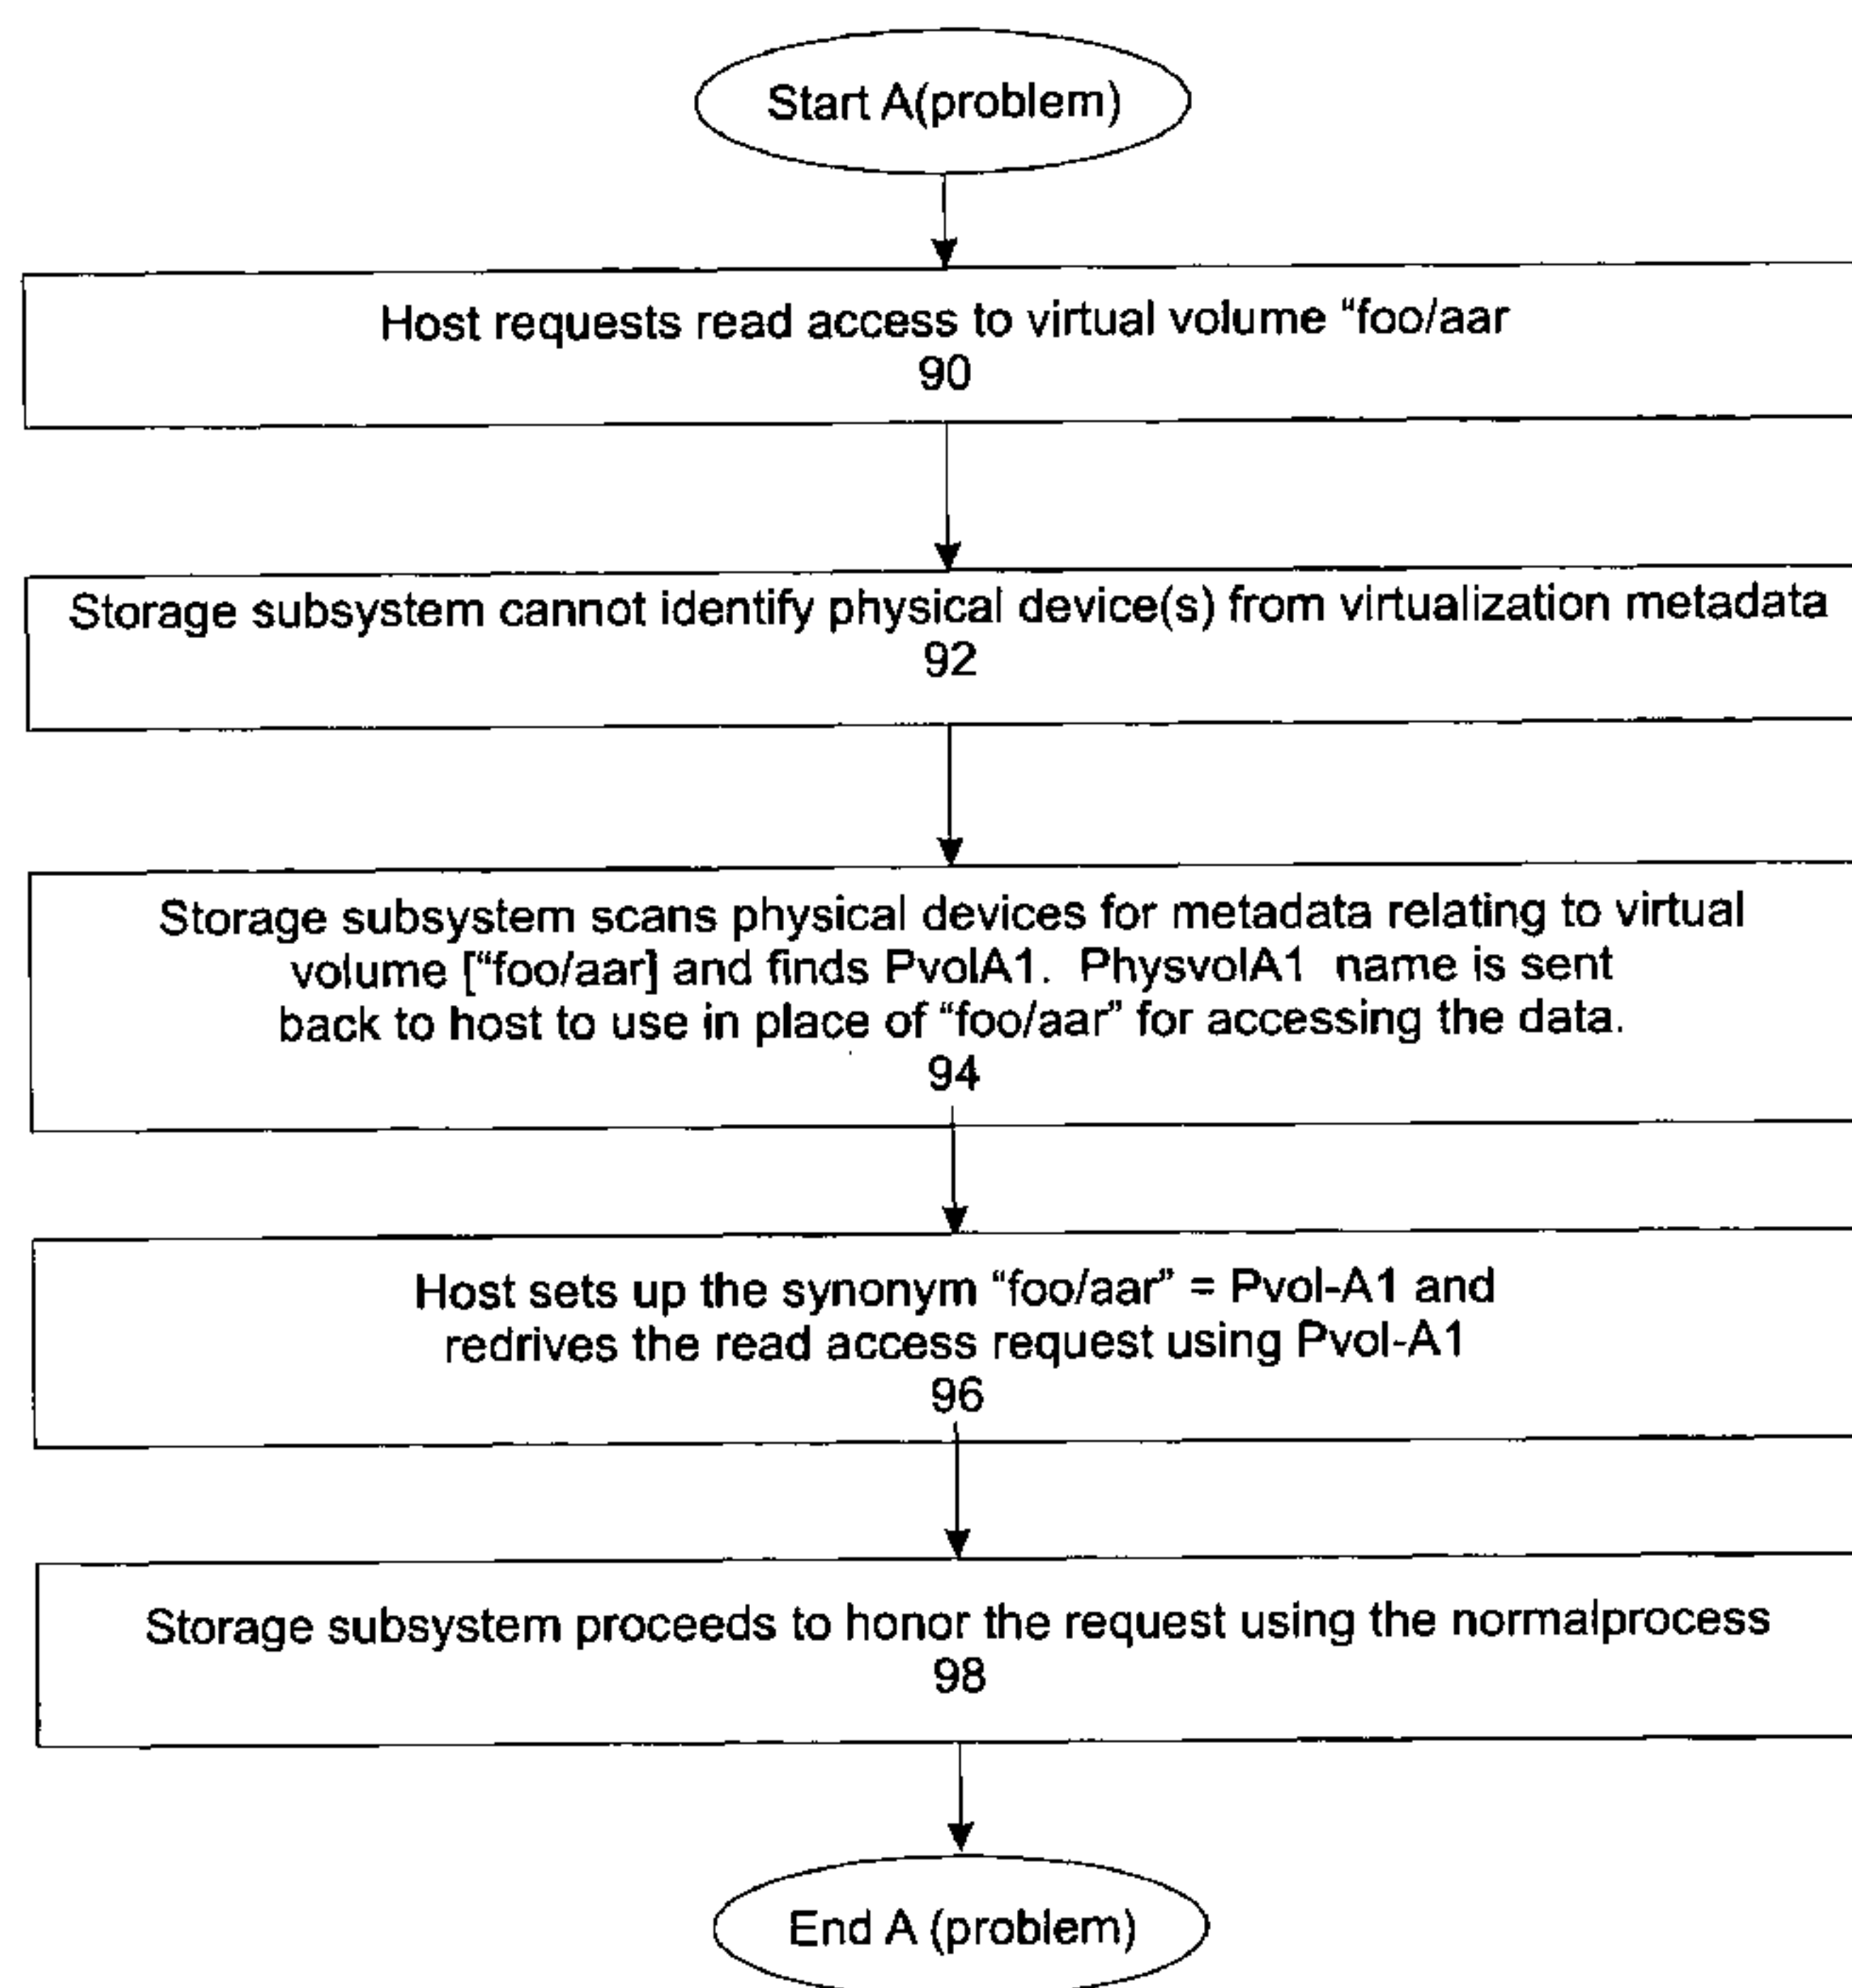 Start A(problem)
Host requests read access to virtual volume “foo/aar
90
Storage subsystem cannot identify physical device(s) from virtualization metadata
92
Storage subsystem scans physical devices for metadata relating to virtual
volume [“foo/aar] and finds PvolA1. PhysvolA1 name is sent
back to host to use in place of “foo/aar” for accessing the data.
94
Host sets up the synonym “foo/aar” = Pvol-A1 and
redrives the read access request using Pvol-A1
96
Storage subsystem proceeds to honor the request using the normalprocess
98
End A (problem)